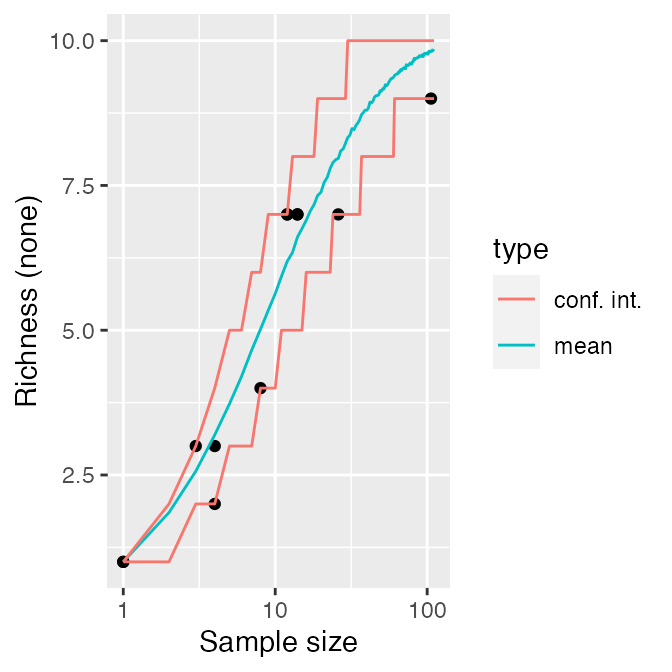 10.0
7.5
5.0
2.5
Richness (none)
1
10
100
Sample size
type
conf. int.
mean